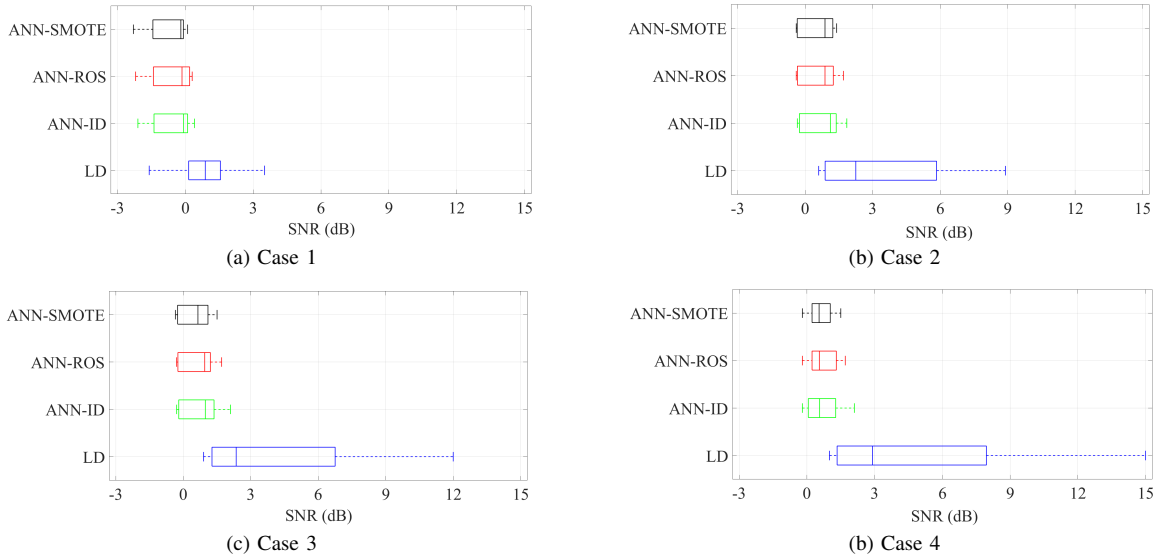 ANN-SMOTE
ANN-ROS
ANN-ID
LD
-3 0 3 6 9 12 15
SNR (dB)
(a) Case 1
ANN-SMOTE
ANN-ROS
ANN-ID
LD
-3 0 3 6 9 12 15
SNR (dB)
(b) Case 2
ANN-SMOTE
ANN-ROS
ANN-ID
LD
-3 0 3 6 9 12 15
SNR (dB)
(c) Case 3
ANN-SMOTE
ANN-ROS
ANN-ID
LD
-3 0 3 6 9 12 15
SNR (dB)
(b) Case 4